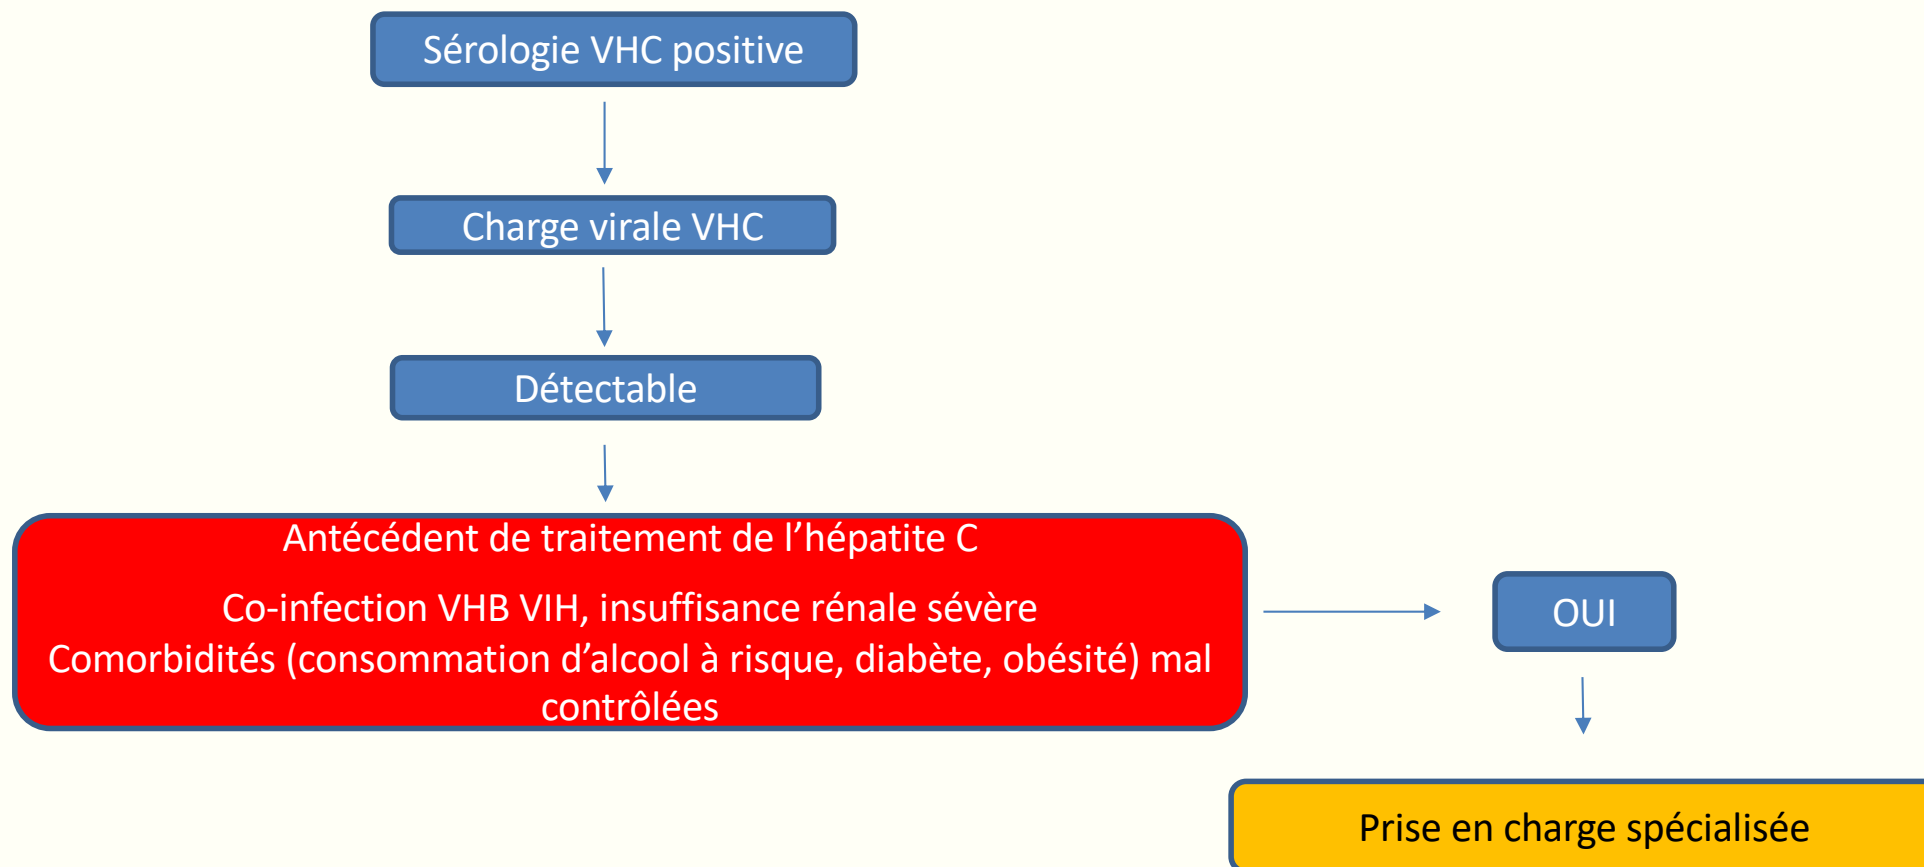 Sérologie VHC positive
Charge virale VHC
Détectable
Antécédent de traitement de l’hépatite C
Co-infection VHB VIH, insuffisance rénale sévère
Comorbidités (consommation d’alcool à risque, diabète, obésité) mal
contrôlées
OUI
Prise en charge spécialisée